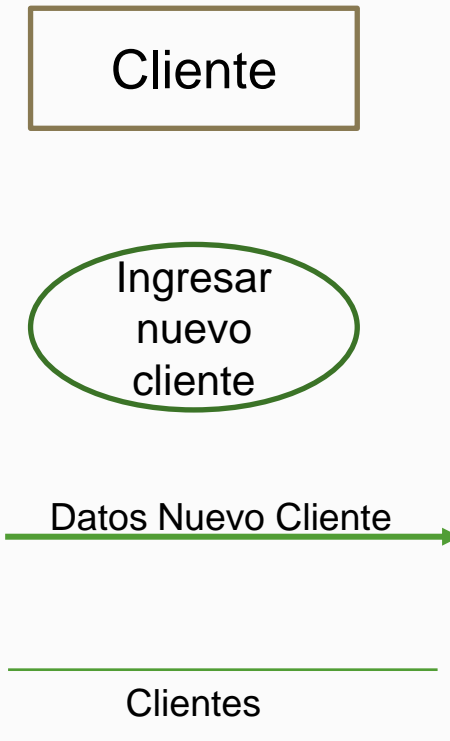 Cliente
Ingresar
nuevo
cliente
Datos Nuevo Cliente
Clientes